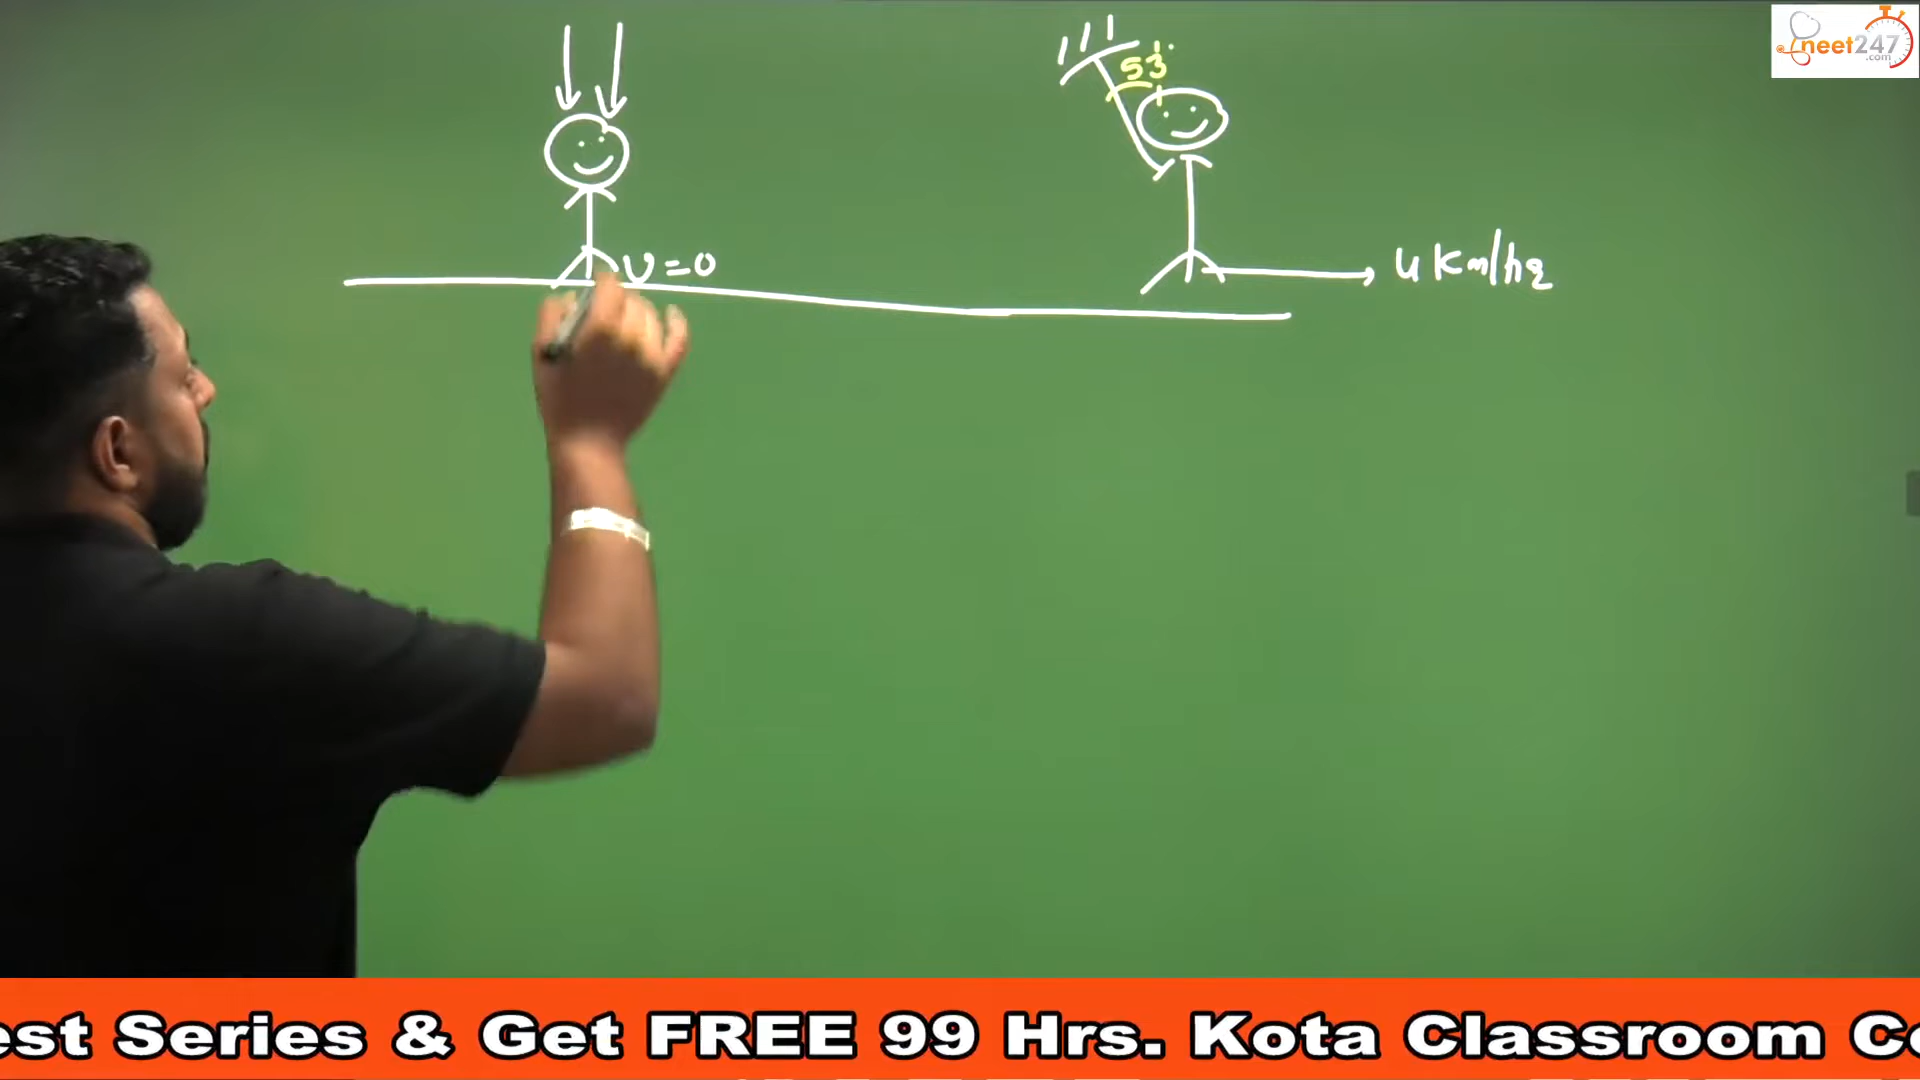 neet247
.com
53°
υ=0
4 Km/hr
est Series & Get FREE 99 Hrs. Kota Classroom Co